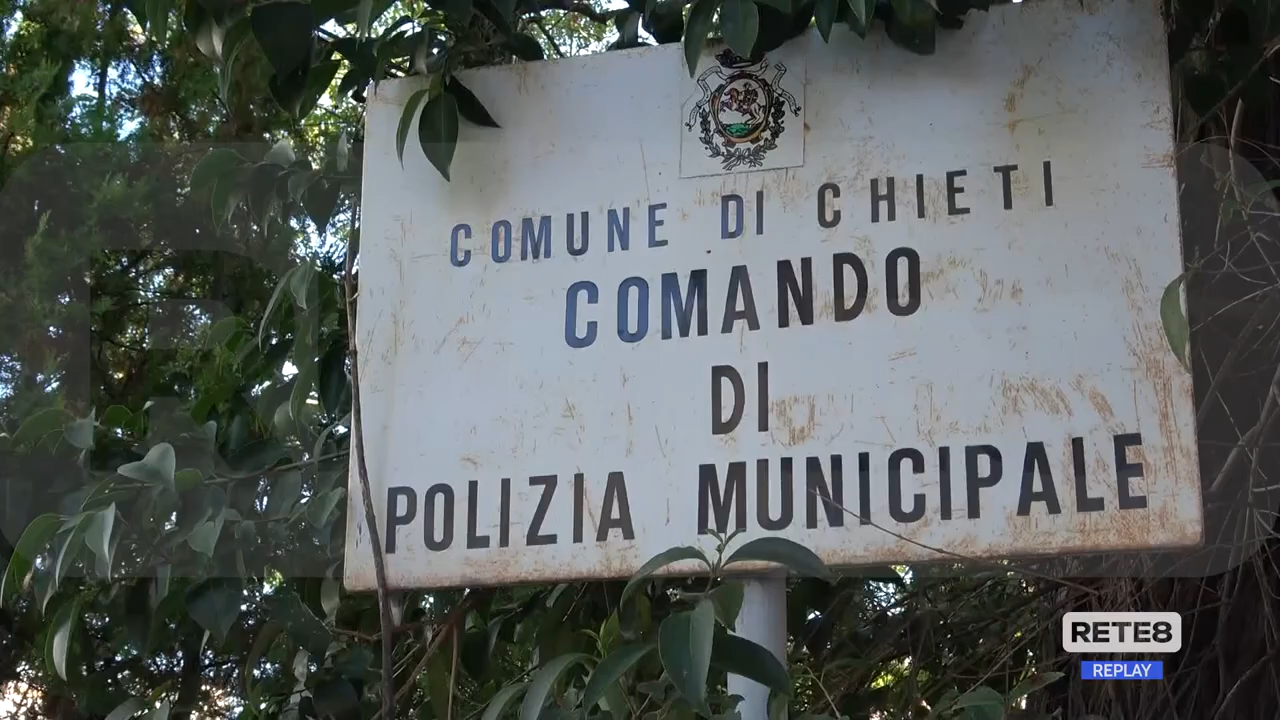 COMUNE DI CHIETI
COMANDO
DI
POLIZIA MUNICIPALE
RETE8
REPLAY